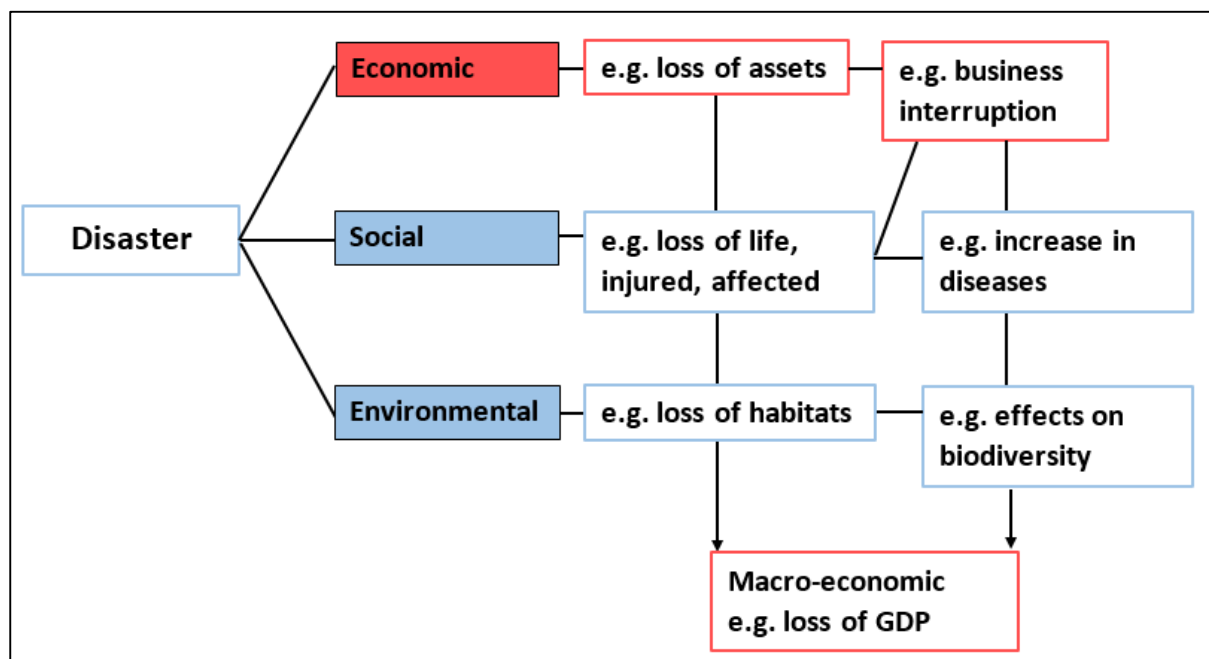 Economic
e.g. loss of assets
e.g. business
interruption
Disaster
Social
e.g. loss of life,
injured, affected
e.g. increase in
diseases
Environmental
e.g. loss of habitats
e.g. effects on
biodiversity
Macro-economic
e.g. loss of GDP